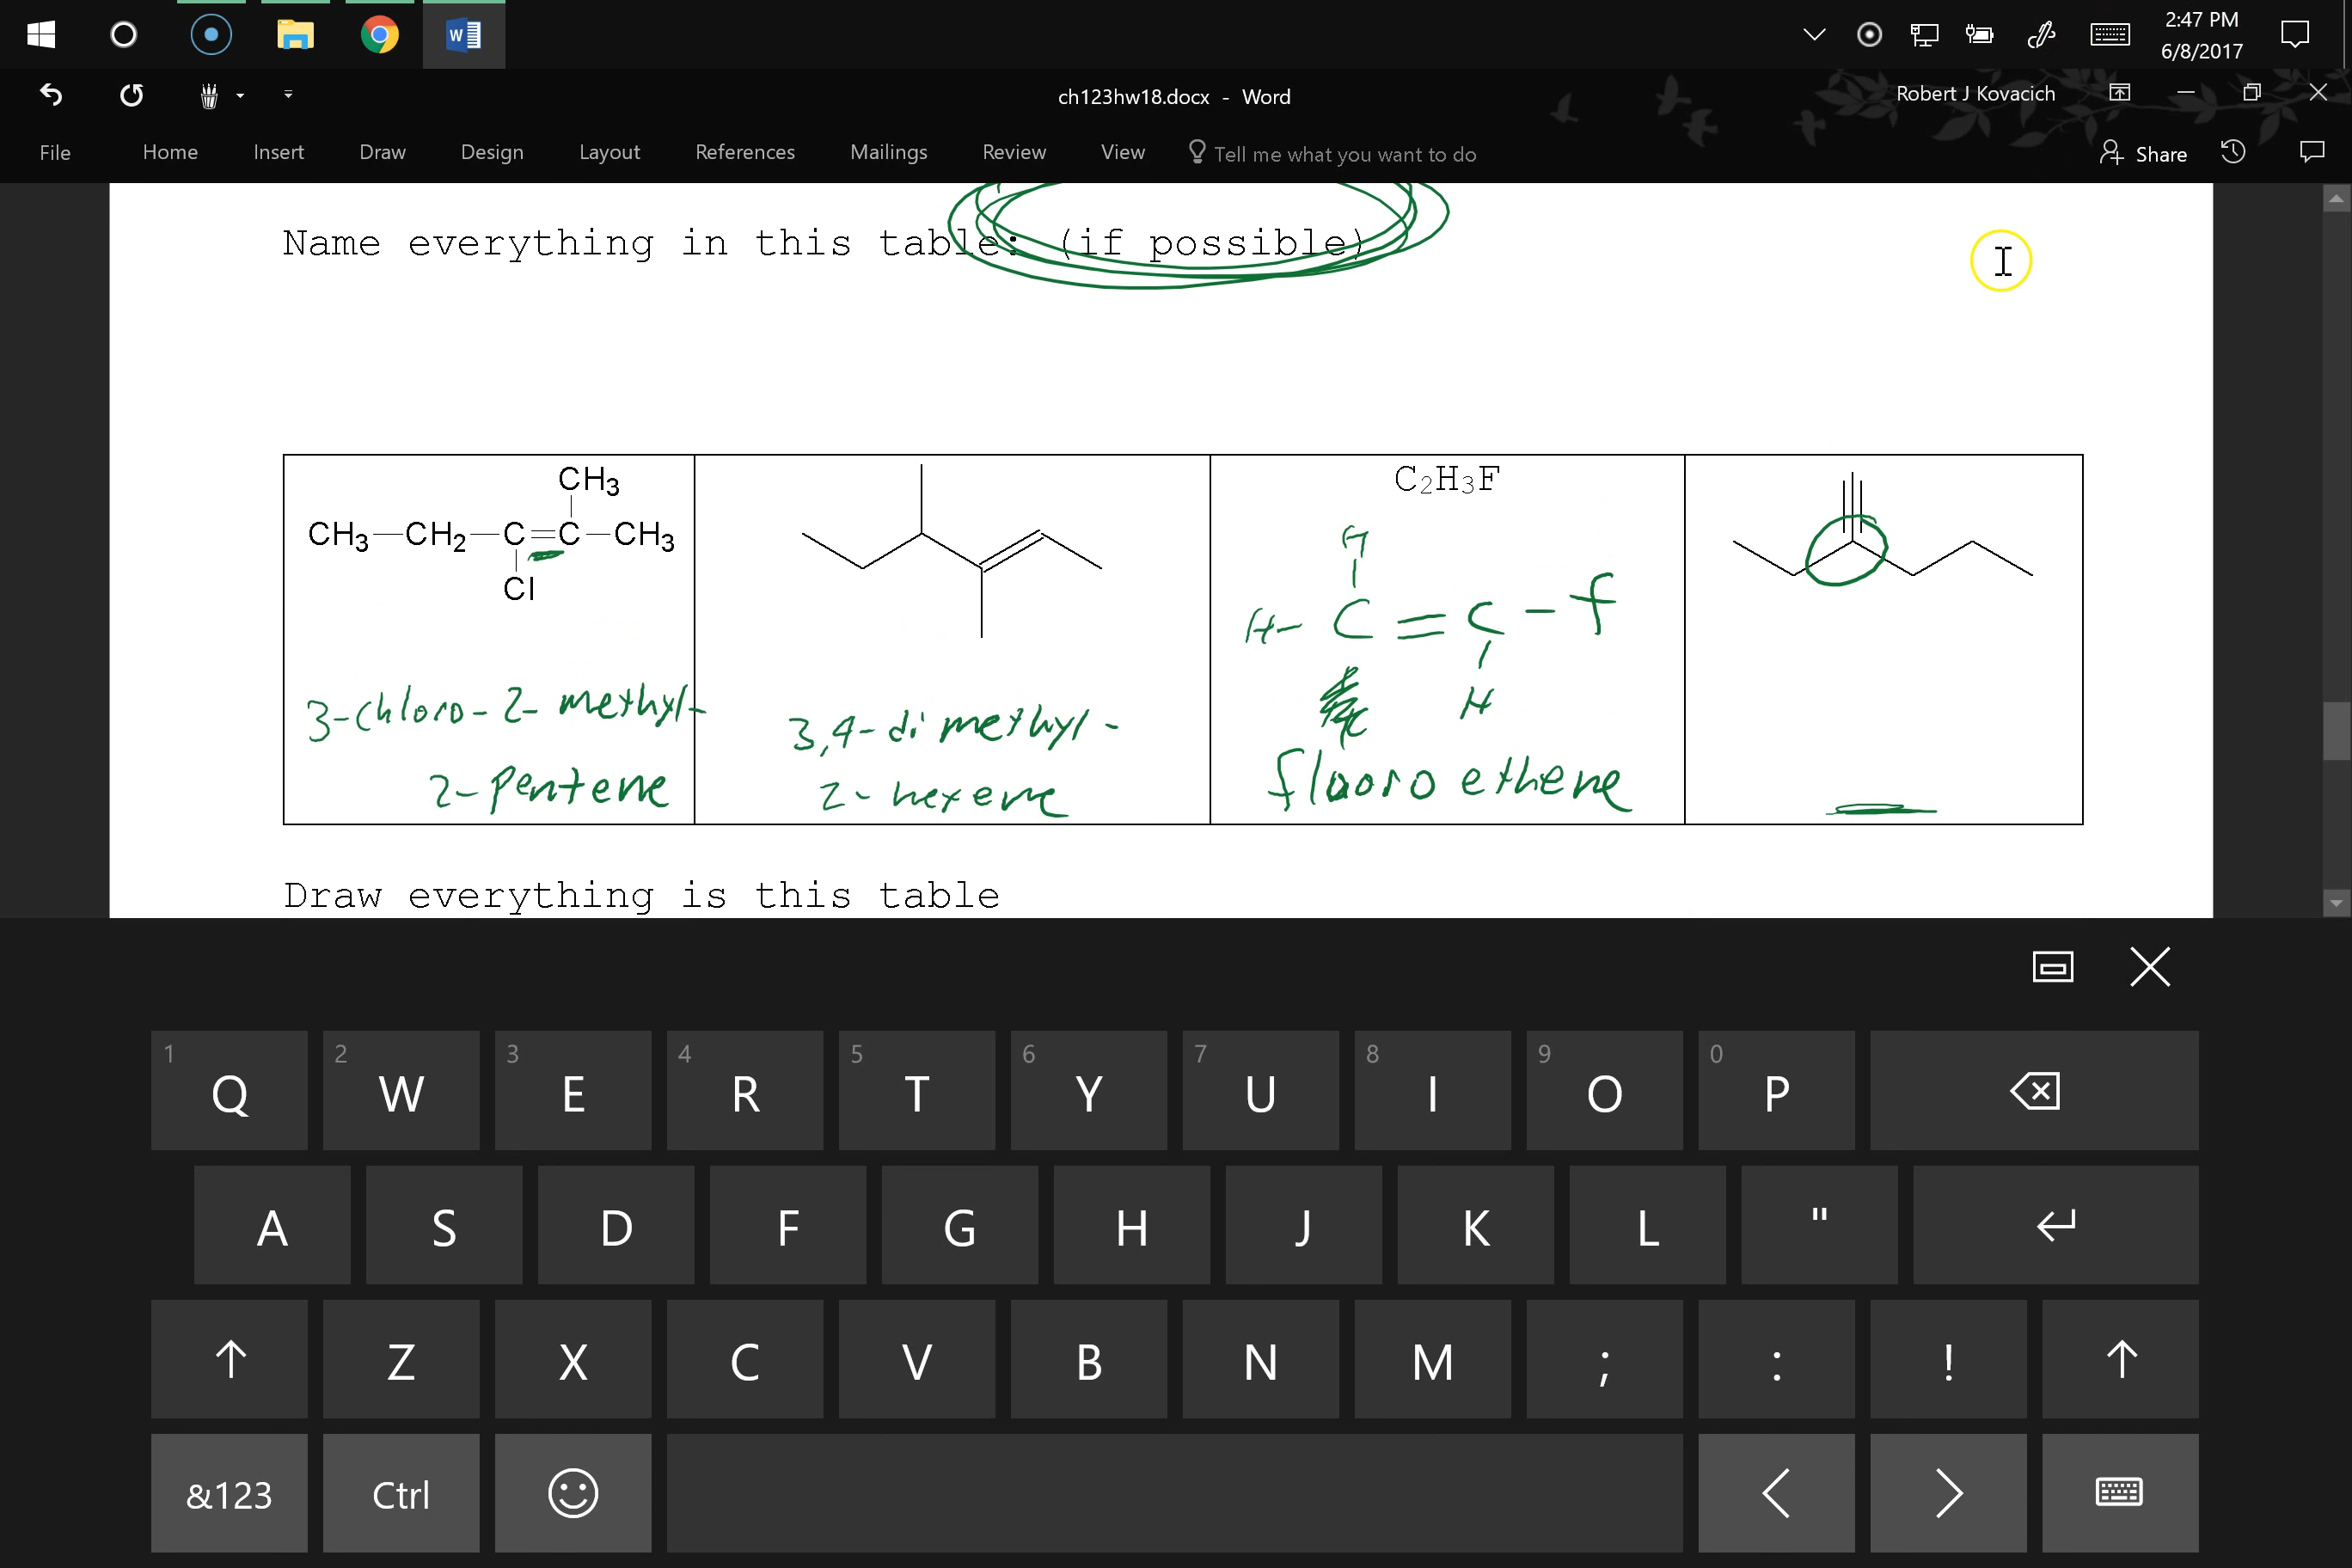 2:47 PM
6/8/2017
ch123hw18.docx - Word
Robert J Kovacich
File Home Insert Draw Design Layout References Mailings Review View Tell me what you want to do Share
Name everything in this table: (if possible)
CH3
CH3—CH2—C=C—CH3
Cl
3-chloro-2-methyl-
2-pentene
3,4-dimethyl-
2-hexene
C₂H₃F
H
H-C=C-F
H
fluoro ethene
Draw everything is this table
1 2 3 4 5 6 7 8 9 0
Q W E R T Y U I O P
A S D F G H J K L "
Z X C V B N M ; : !
&123 Ctrl